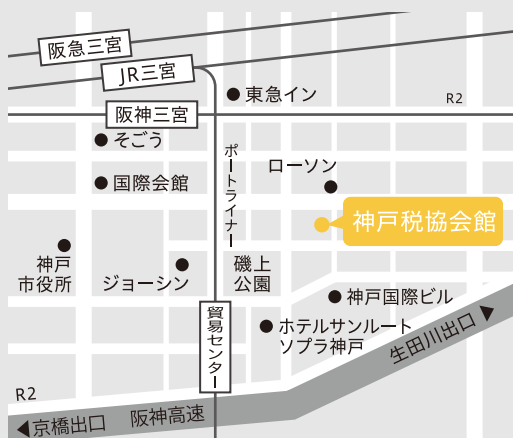 阪急三宮
JR三宮
東急イン
R2
阪神三宮
そごう
ポートライナー
ローソン
国際会館
神戸税協会館
神戸
市役所
ジョーシン
磯上
公園
神戸国際ビル
貿易センター
ホテルサンルート
ソプラ神戸
生田川出口
R2
京橋出口
阪神高速